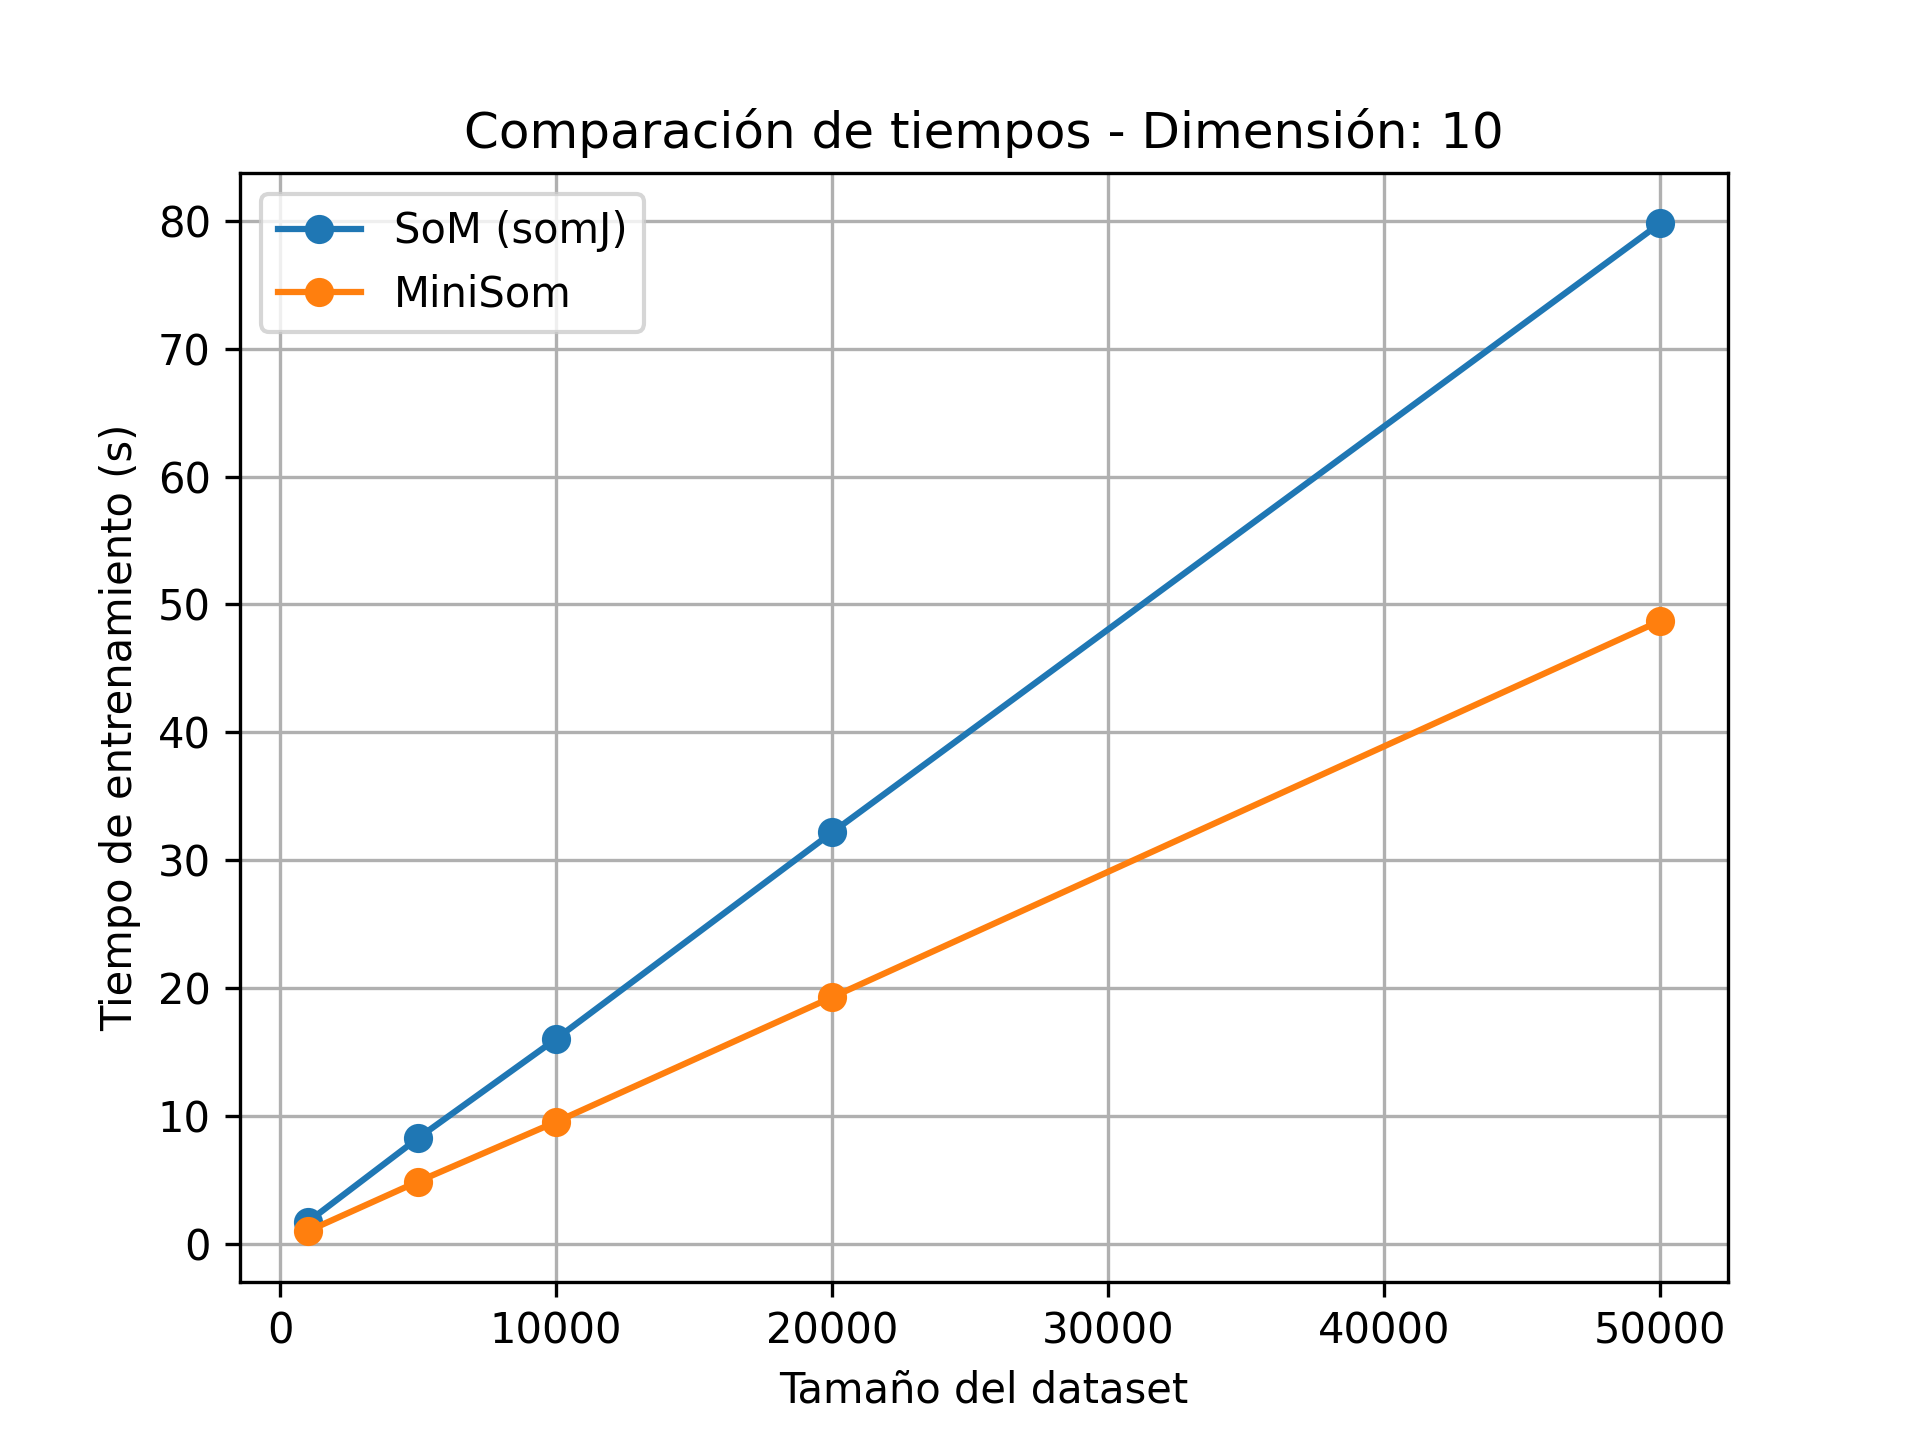 Comparación de tiempos - Dimensión: 10
SoM (somJ)
MiniSom
80
70
60
50
40
30
20
10
0
Tiempo de entrenamiento (s)
0 10000 20000 30000 40000 50000
Tamaño del dataset